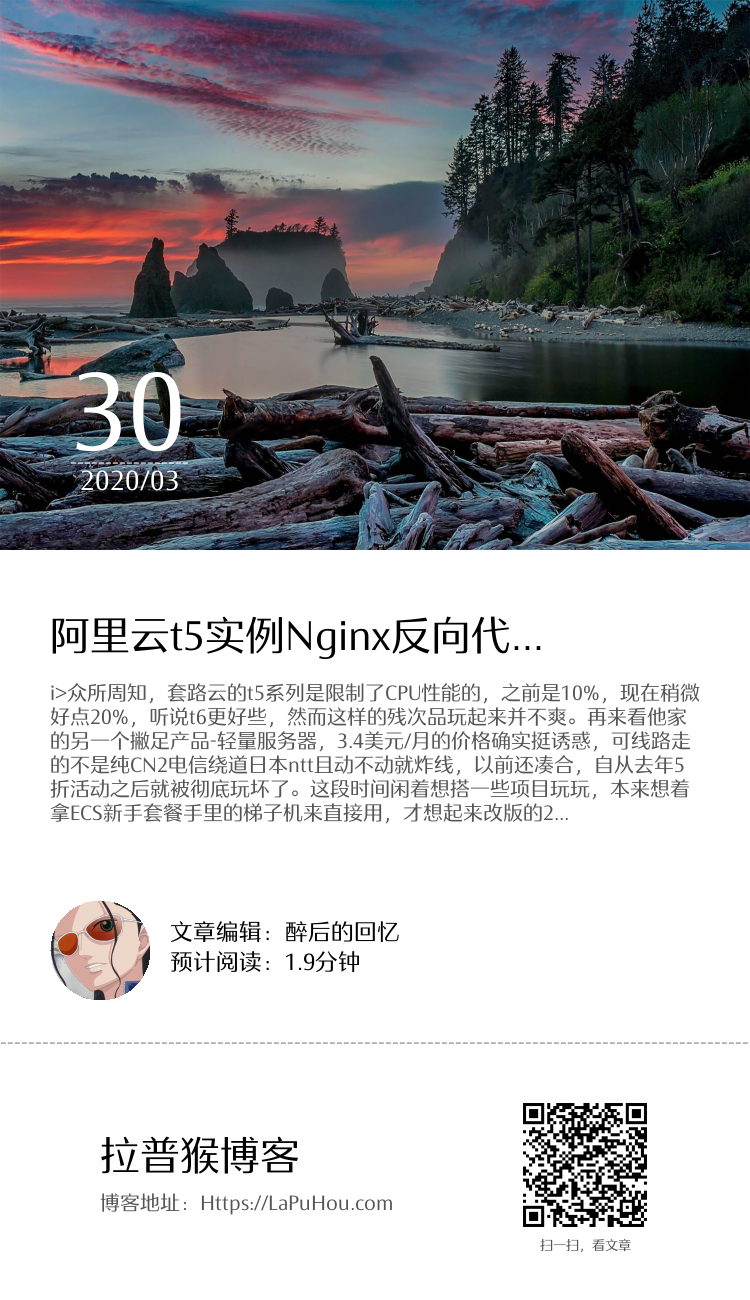 30
2020/03
阿里云t5实例Nginx反向代...
i>众所周知，套路云的t5系列是限制了CPU性能的，之前是10%，现在稍微
好点20%，听说t6更好些，然而这样的残次品玩起来并不爽。再来看他家
的另一个撇足产品-轻量服务器，3.4美元/月的价格确实挺诱惑，可线路走
的不是纯CN2电信绕道日本ntt且动不动就炸线，以前还凑合，自从去年5
折活动之后就被彻底玩坏了。这段时间闲着想搭一些项目玩玩，本来想着
拿ECS新手套餐手里的梯子机来直接用，才想起来改版的2...
文章编辑：醉后的回忆
预计阅读：1.9分钟
拉普猴博客
博客地址：Https://LaPuHou.com
扫一扫，看文章